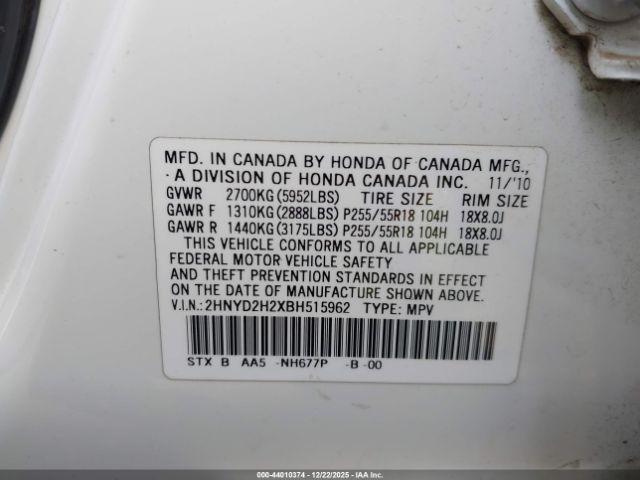 MFD. IN CANADA BY HONDA OF CANADA MFG.,
A DIVISION OF HONDA CANADA INC. 11/'10
GVWR 2700KG(5952LBS) TIRE SIZE RIM SIZE
GAWR F 1310KG(2888LBS) P255/55R18 104H 18X8.0J
GAWR R 1440KG(3175LBS) P255/55R18 104H 18X8.0J
THIS VEHICLE CONFORMS TO ALL APPLICABLE
FEDERAL MOTOR VEHICLE SAFETY
AND THEFT PREVENTION STANDARDS IN EFFECT
ON THE DATE OF MANUFACTURE SHOWN ABOVE.
V.I.N.:2HNYD2H2XBH515962 TYPE: MPV
STX B AA5 -NH677P -B-00
000-44010374 - 12/22/2025 - IAAI.COM